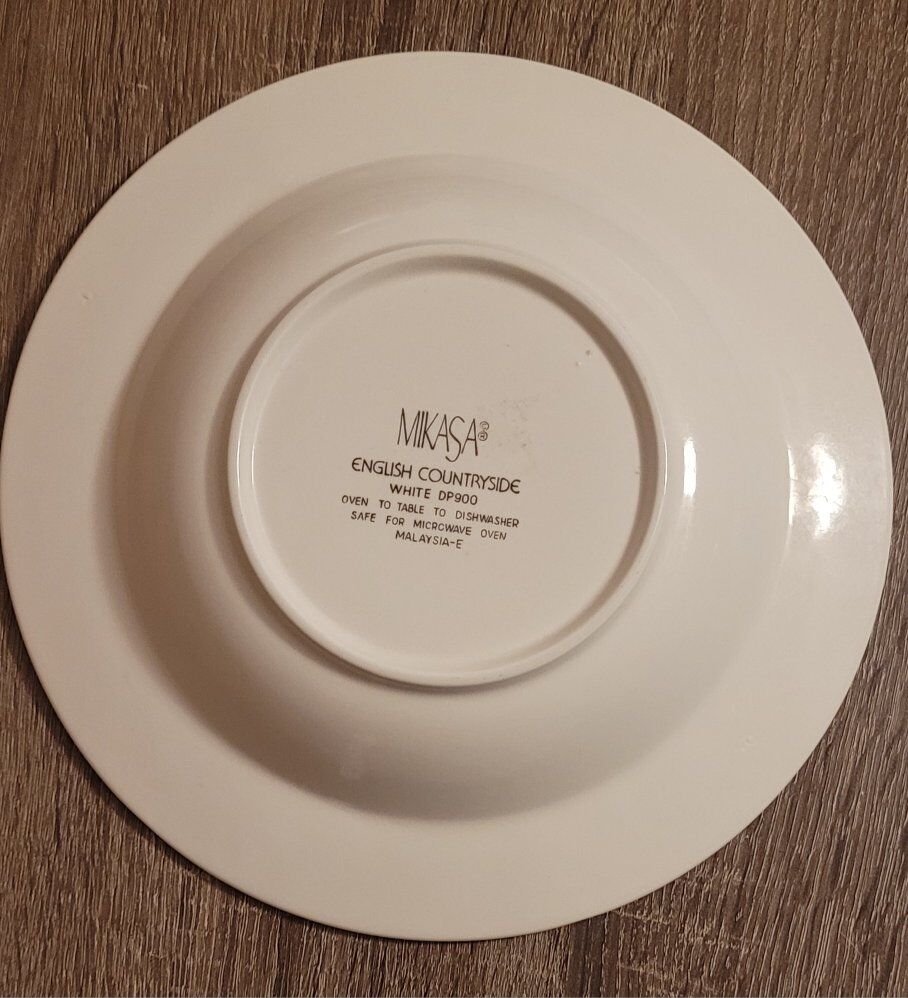 MIKASA©®
ENGLISH COUNTRYSIDE
WHITE DP900
OVEN TO TABLE TO DISHWASHER
SAFE FOR MICROWAVE OVEN
MALAYSIA-E